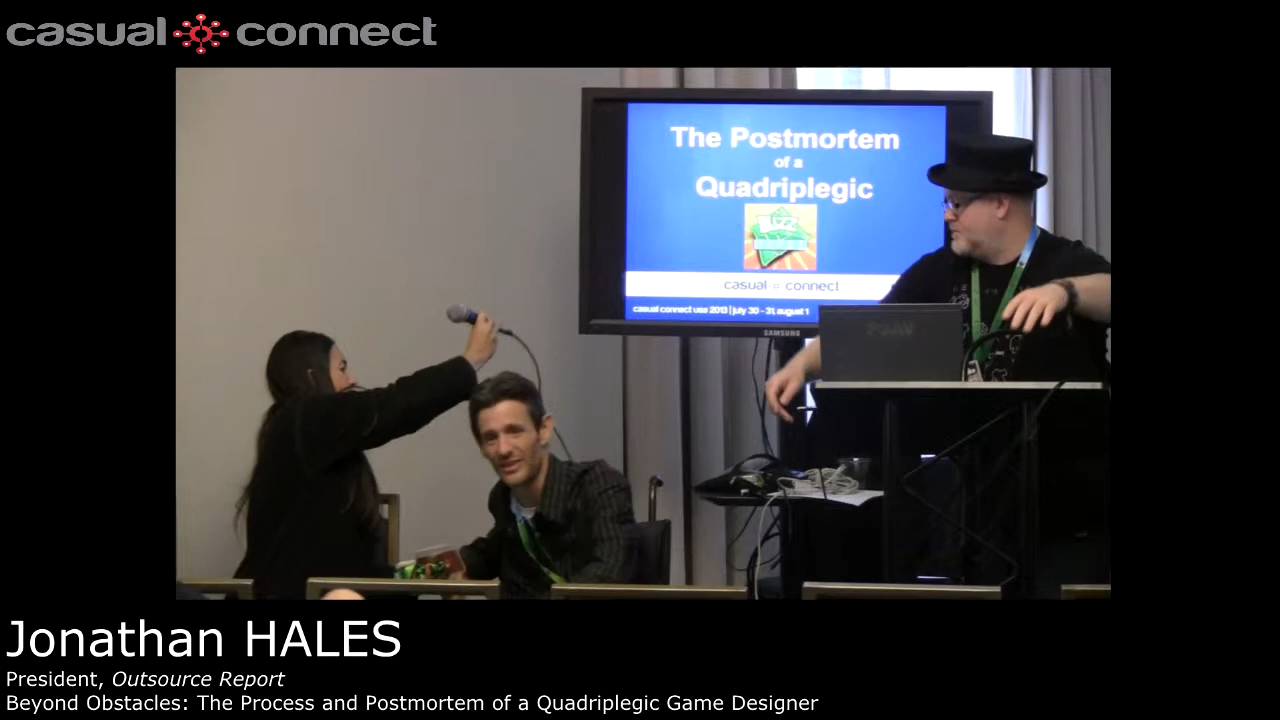 casual connect
The Postmortem
of a
Quadriplegic
casual connect
casual connect usa 2013 | july 30 - 31, august 1
SAMSUNG
Jonathan HALES
President, Outsource Report
Beyond Obstacles: The Process and Postmortem of a Quadriplegic Game Designer